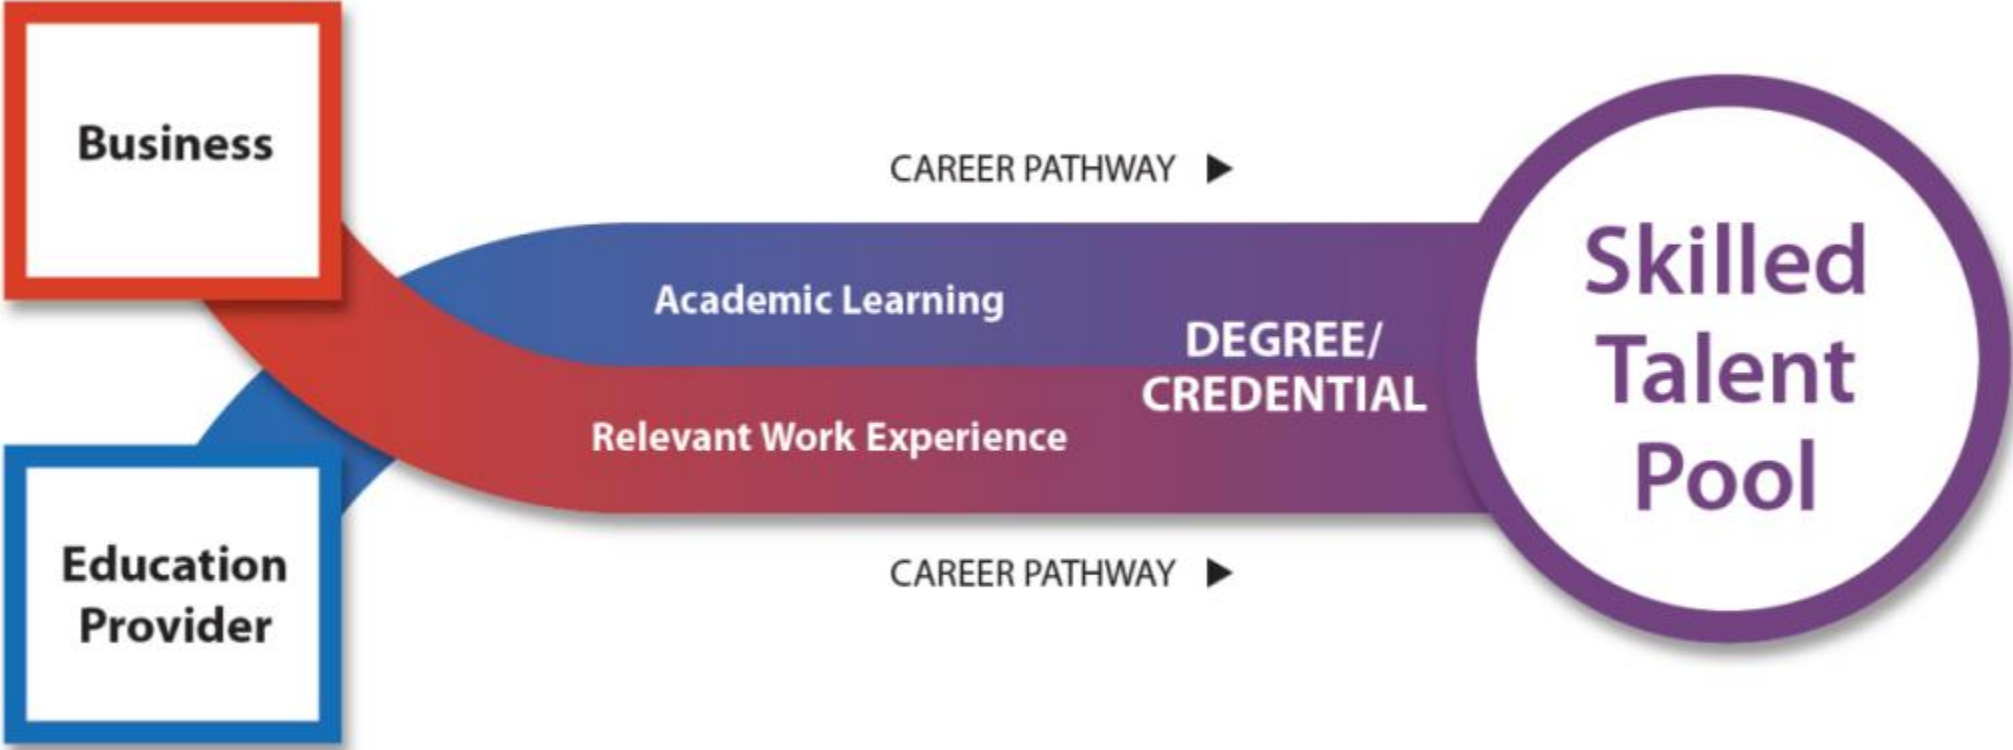 Business
CAREER PATHWAY ▶
Academic Learning
DEGREE/
CREDENTIAL
Relevant Work Experience
CAREER PATHWAY ▶
Education
Provider
Skilled
Talent
Pool